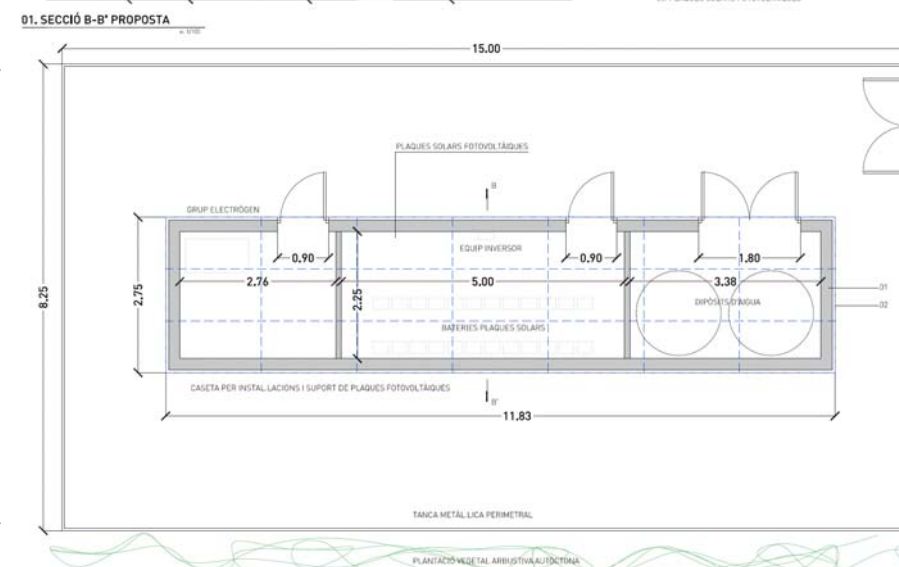 01. SECCIÓ B-B' PROPOSTA
e. 1/100
15.00
PLAQUES SOLARS FOTOVOLTÀIQUES
B
GRUP ELECTRÒGEN
EQUIP INVERSOR
0.90
0.90
1.80
2.76
5.00
3.38
8.25
2.75
2.25
DIPÒSITS D'AIGUA
01
02
BATERIES PLAQUES SOLARS
CASETA PER INSTAL.LACIONS I SUPORT DE PLAQUES FOTOVOLTÀIQUES
B'
11.83
TANCA METÀL.LICA PERIMETRAL
PLANTACIÓ VEGETAL ARBUSTIVA AUTÒCTONA